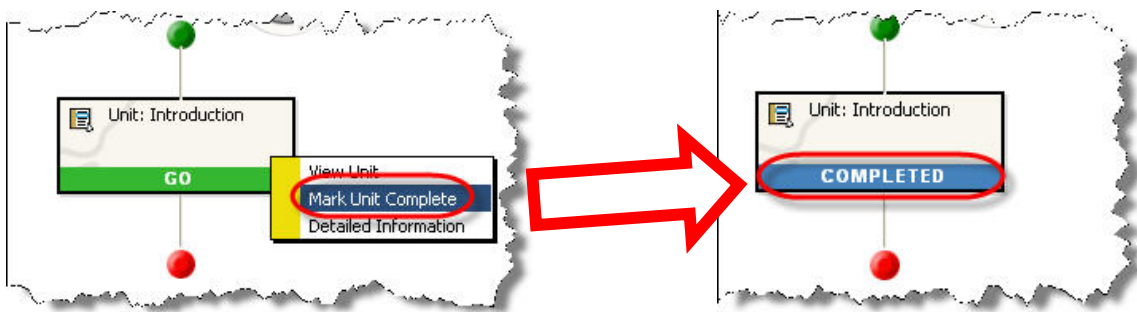 Unit: Introduction
GO
View Unit
Mark Unit Complete
Detailed Information
Unit: Introduction
COMPLETED